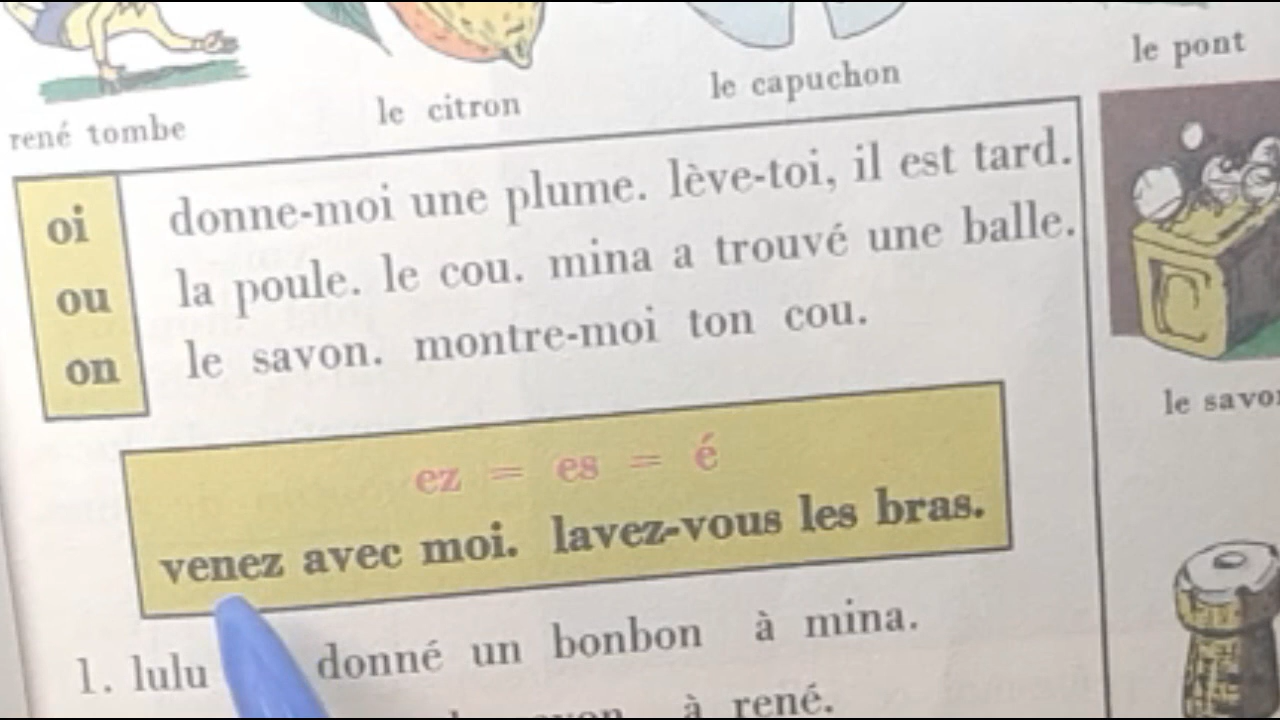 le pont
le capuchon
le citron
rené tombe
oi donne-moi une plume. lève-toi, il est tard.
ou la poule. le cou. mina a trouvé une balle.
on le savon. montre-moi ton cou.
le
ez = es = é
venez avec moi. lavez-vous les bras.
1. lulu donné un bonbon à mina.
à rené.